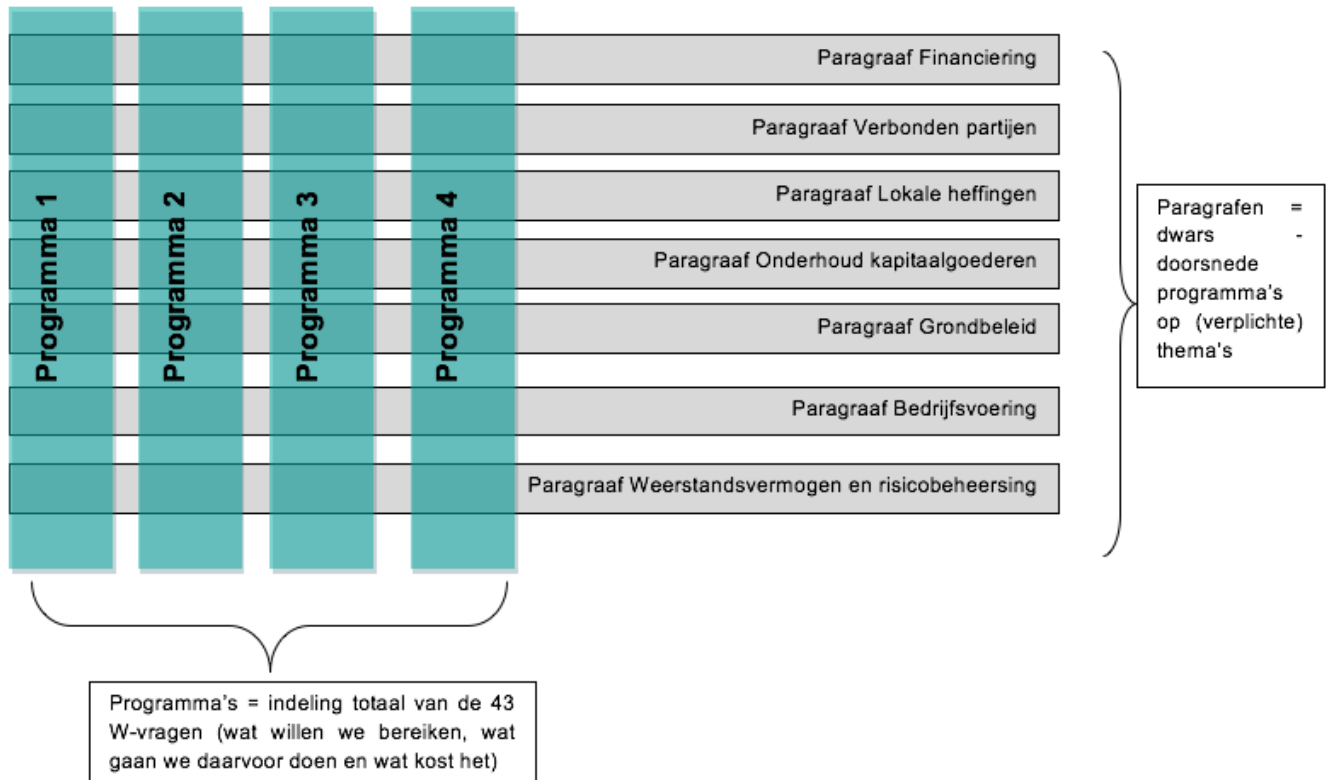 Programma 1
Programma 2
Programma 3
Programma 4
Paragraaf Financiering
Paragraaf Verbonden partijen
Paragraaf Lokale heffingen
Paragraaf Onderhoud kapitaalgoederen
Paragraaf Grondbeleid
Paragraaf Bedrijfsvoering
Paragraaf Weerstandsvermogen en risicobeheersing
Paragrafen =
dwars -
doorsnede
programma's
op (verplichte)
thema's
Programma's = indeling totaal van de 43
W-vragen (wat willen we bereiken, wat
gaan we daarvoor doen en wat kost het)